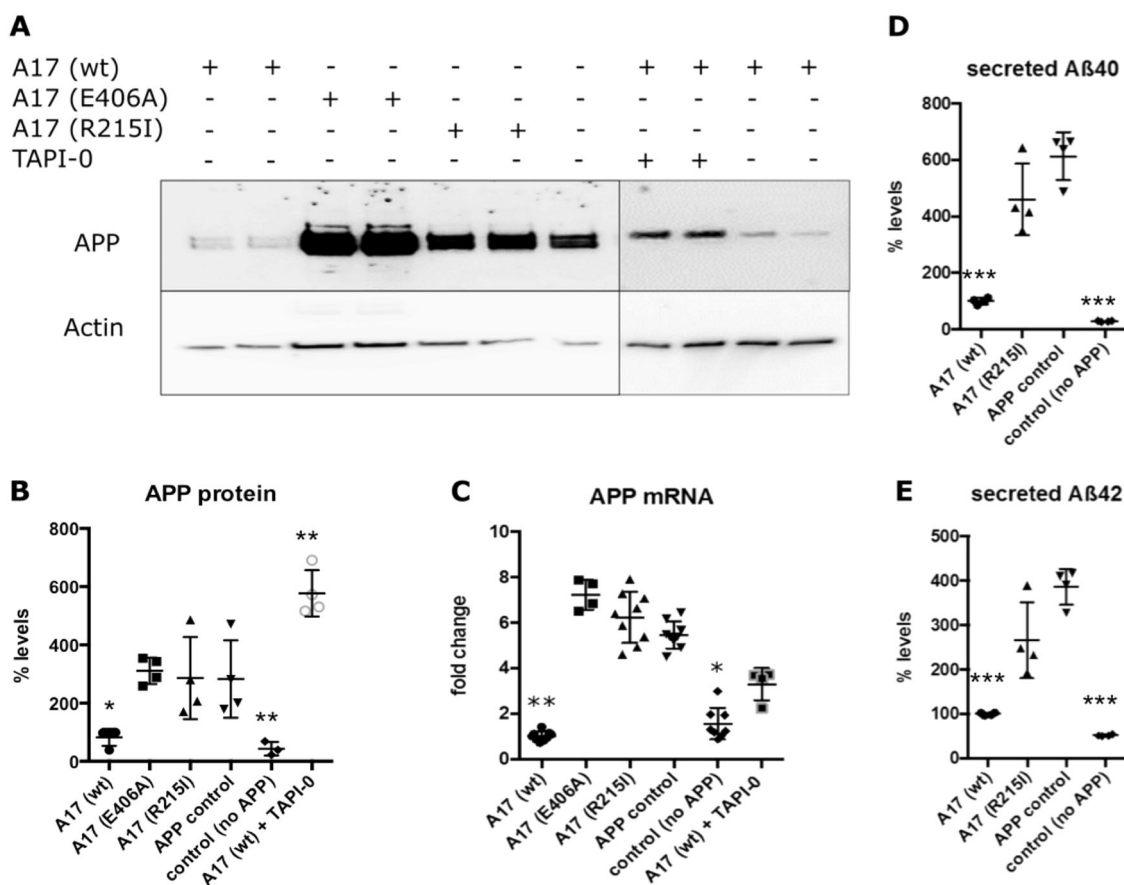 A
A17 (wt) + + - - - - - + + + +
A17 (E406A) - - + + - - - - - - -
A17 (R215I) - - - - + + - - - - -
TAPI-0 - - - - - - - + + - -
APP
Actin
B
APP protein
% levels
800
600
400
200
0
*
**
**
A17 (wt)
A17 (E406A)
A17 (R215I)
APP control
control (no APP)
A17 (wt) + TAPI-0
C
APP mRNA
fold change
10
8
6
4
2
0
**
*
A17 (wt)
A17 (E406A)
A17 (R215I)
APP control
control (no APP)
A17 (wt) + TAPI-0
D
secreted Aß40
% levels
800
600
400
200
0
***
***
A17 (wt)
A17 (R215I)
APP control
control (no APP)
E
secreted Aß42
% levels
500
400
300
200
100
0
***
***
A17 (wt)
A17 (R215I)
APP control
control (no APP)